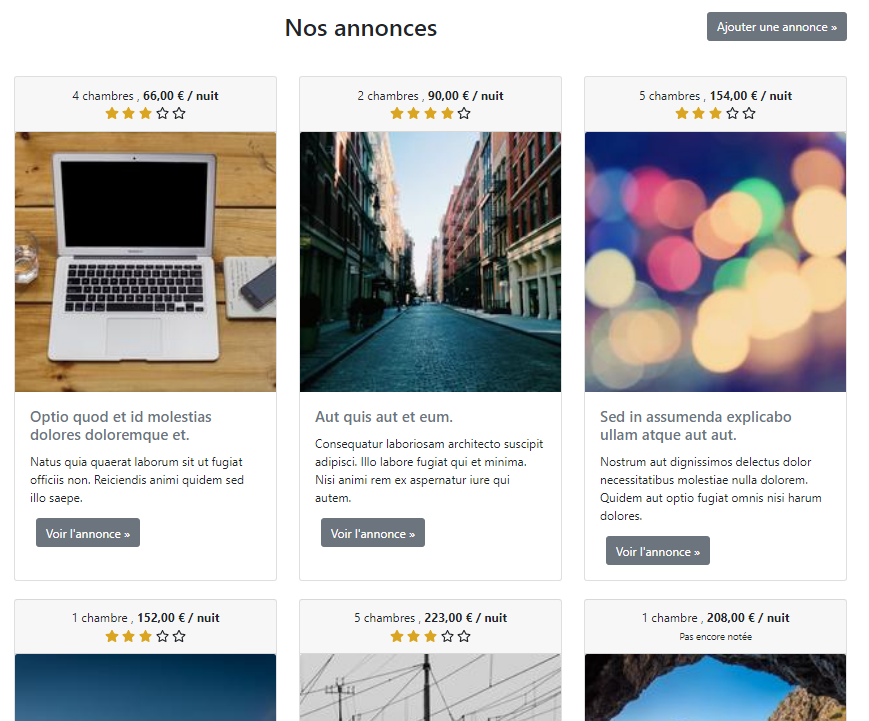 Nos annonces
Ajouter une annonce »
4 chambres , 66,00 € / nuit
2 chambres , 90,00 € / nuit
5 chambres , 154,00 € / nuit
Optio quod et id molestias
dolores doloremque et.
Natus quia quaerat laborum sit ut fugiat
officiis non. Reiciendis animi quidem sed
illo saepe.
Voir l'annonce »
Aut quis aut et eum.
Consequatur laboriosam architecto suscipit
adipisci. Illo labore fugiat qui et minima.
Nisi animi rem ex aspernatur iure qui
autem.
Voir l'annonce »
Sed in assumenda explicabo
ullam atque aut aut.
Nostrum aut dignissimos delectus dolor
necessitatibus molestiae nulla dolorem.
Quidem aut optio fugiat omnis nisi harum
dolores.
Voir l'annonce »
1 chambre , 152,00 € / nuit
5 chambres , 223,00 € / nuit
1 chambre , 208,00 € / nuit
Pas encore notée